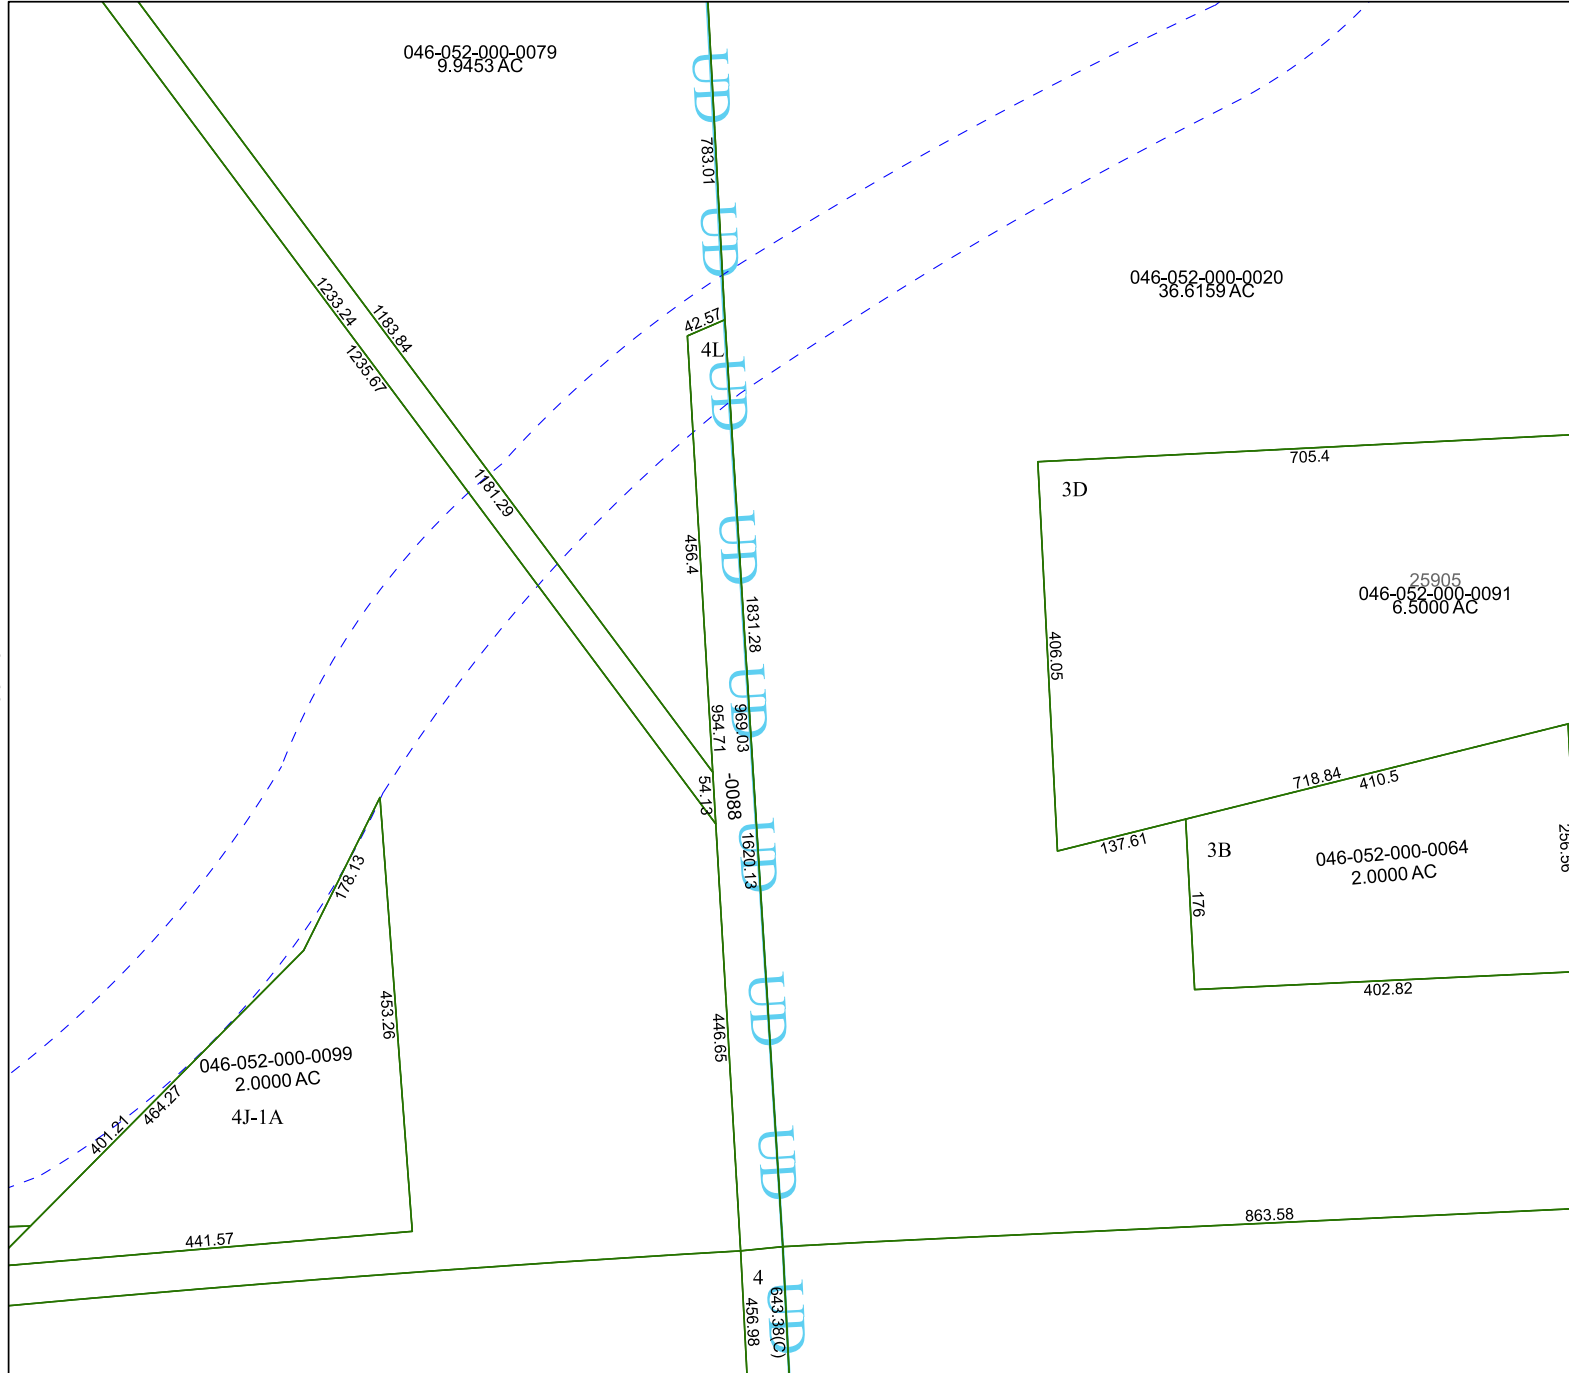 046-052-000-0079
9.9453 AC
UD
783.01
UD
046-052-000-0020
36.6159 AC
1233.24
1183.84
42.57
4L
1235.67
UD
705.4
1181.29
3D
456.4
UD
25905
046-052-000-0091
6.5000 AC
1831.28
406.05
UD
954.71
969.03
718.84
410.5
54.13
-0088
137.61
3B
046-052-000-0064
2.0000 AC
256.56
UD
1620.13
178.13
176
402.82
453.26
446.65
UD
046-052-000-0099
2.0000 AC
4J-1A
401.21
464.27
UD
441.57
863.58
4
456.98
643.38(C)
UD